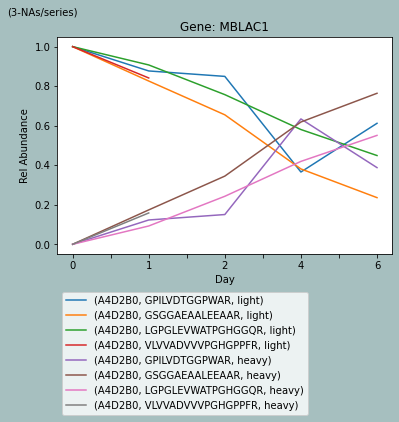 (3-NAs/series)
Gene: MBLAC1
1.0
0.8
0.6
0.4
0.2
0.0
Rel Abundance
0 1 2 4 6
Day
(A4D2B0, GPILVDTGGPWAR, light)
(A4D2B0, GSGGAEAALEEAAR, light)
(A4D2B0, LGPGLEVWATPGHGGQR, light)
(A4D2B0, VLVVADVVVPGHGPPFR, light)
(A4D2B0, GPILVDTGGPWAR, heavy)
(A4D2B0, GSGGAEAALEEAAR, heavy)
(A4D2B0, LGPGLEVWATPGHGGQR, heavy)
(A4D2B0, VLVVADVVVPGHGPPFR, heavy)